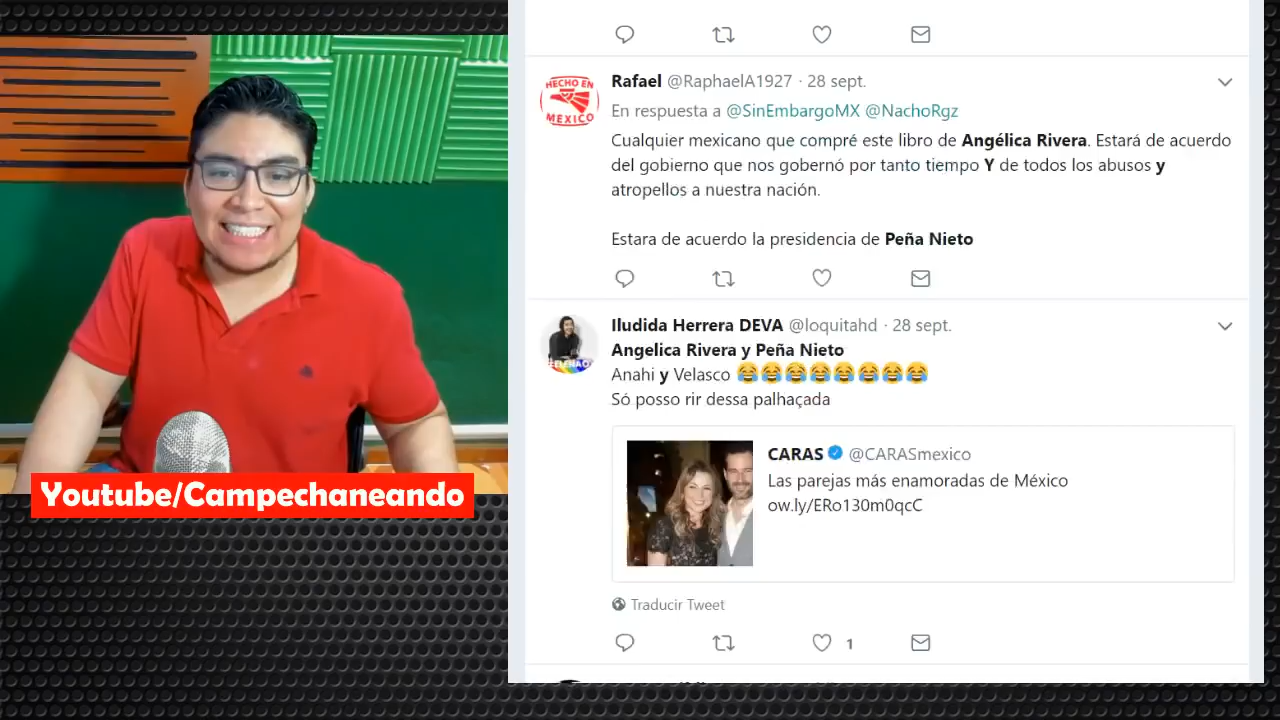 Rafael @RaphaelA1927 · 28 sept.
HECHO EN
MÉXICO
En respuesta a @SinEmbargoMX @NachoRgz
Cualquier mexicano que compré este libro de Angélica Rivera. Estará de acuerdo
del gobierno que nos gobernó por tanto tiempo Y de todos los abusos y
atropellos a nuestra nación.
Estara de acuerdo la presidencia de Peña Nieto
Iludida Herrera DEVA @loquitahd · 28 sept.
Angelica Rivera y Peña Nieto
Anahi y Velasco 😂😂😂😂😂😂😂😂
Só posso rir dessa palhaçada
CARAS @CARASmexico
Las parejas más enamoradas de México
ow.ly/ERo130m0qcC
Traducir Tweet
1
Youtube/Campechaneando